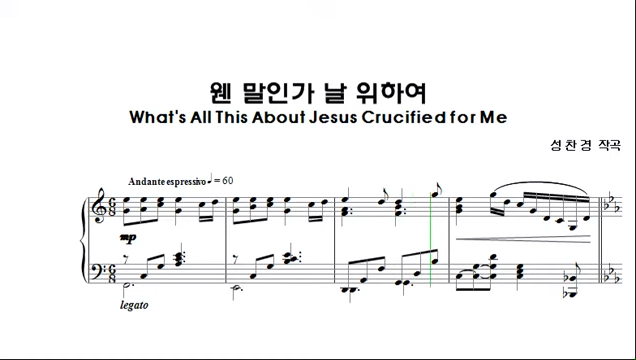 웬 말인가 날 위하여
What's All This About Jesus Crucified for Me
성 찬 경 작곡
Andante espressivo ♩ = 60
mp
legato